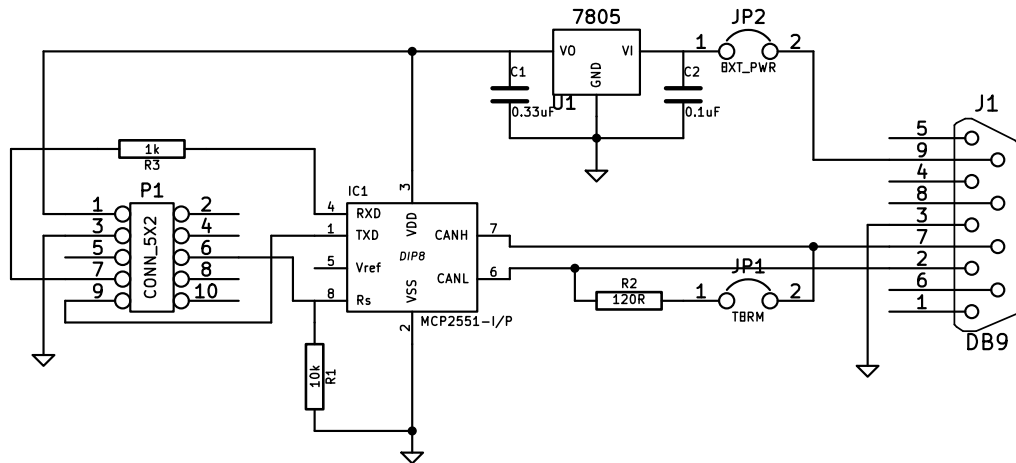 7805
JP2
VO
VI
1
2
GND
EXT_PWR
C1
C2
U1
0.33uF
0.1uF
J1
5
9
4
8
3
7
2
6
1
DB9
1k
R3
P1
1
2
3
4
5
6
7
8
9
10
CONN_5X2
IC1
3
4
RXD
VDD
1
TXD
CANH
7
DIP8
5
Vref
CANL
6
8
Rs
VSS
2
MCP2551-I/P
R2
120R
JP1
1
2
TERM
10k
R1